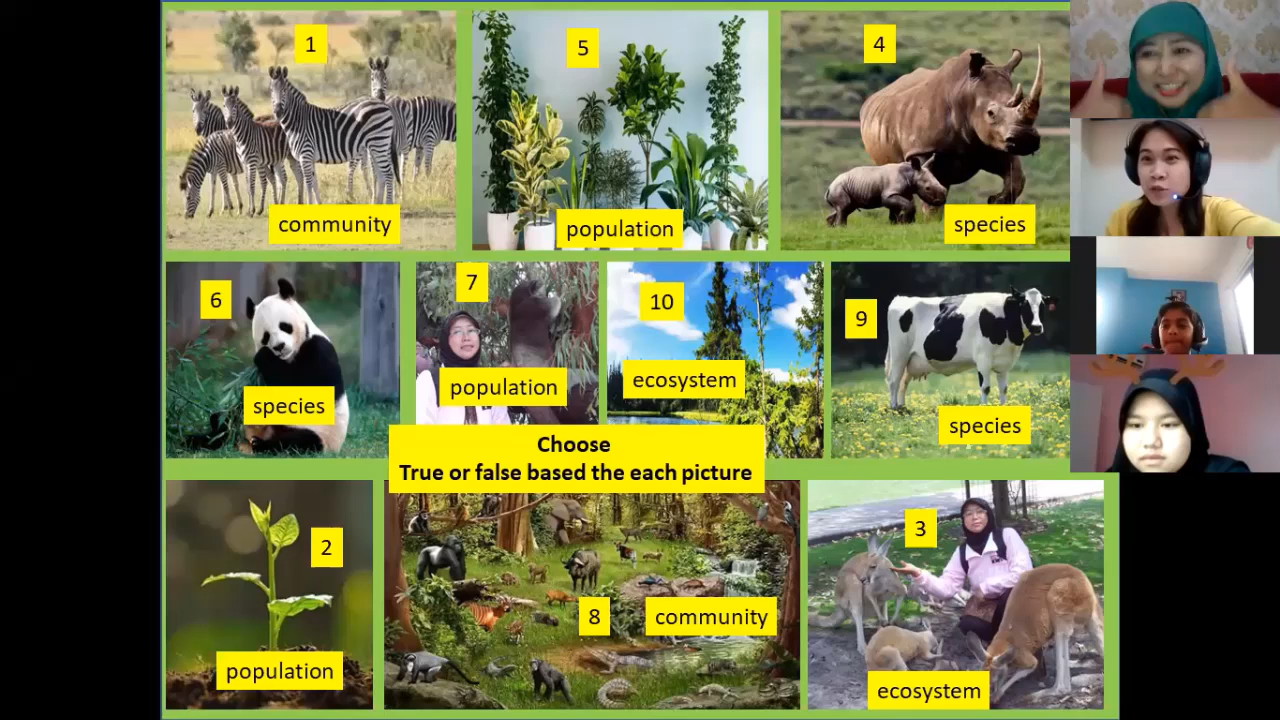 1
community
5
population
4
species
6
species
7
population
10
ecosystem
9
species
Choose
True or false based the each picture
2
population
8
community
3
ecosystem